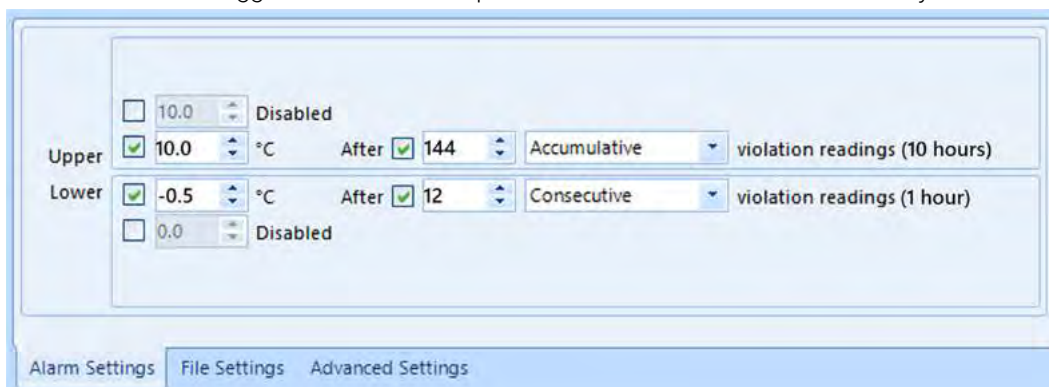 10.0 Disabled
Upper 10.0 °C After 144 Accumulative violation readings (10 hours)
Lower -0.5 °C After 12 Consecutive violation readings (1 hour)
0.0 Disabled
Alarm Settings File Settings Advanced Settings